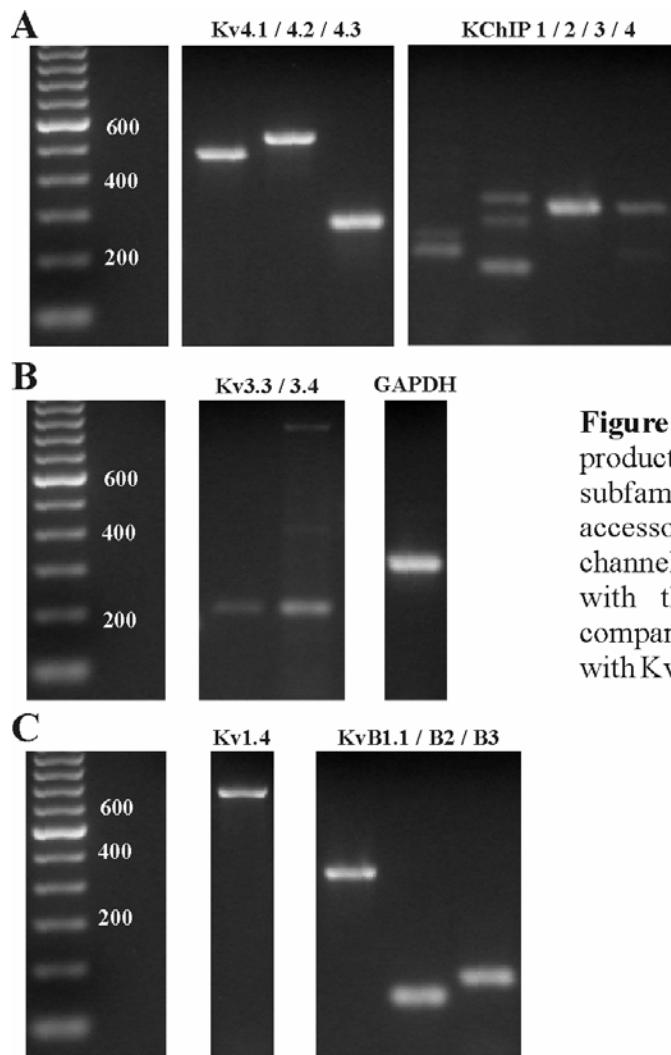 A
Kv4.1 / 4.2 / 4.3
KChIP 1 / 2 / 3 / 4
600
400
200
B
Kv3.3 / 3.4
GAPDH
600
400
200
Figure
product
subfam
accesso
channel
with th
compar
with Kv
C
Kv1.4
KvB1.1 / B2 / B3
600
400
200